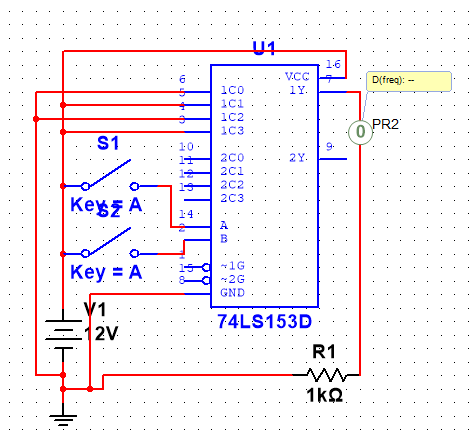 U1
16
VCC
7
1Y
D(freq): --
0
PR2
6
1C0
5
1C1
4
1C2
3
1C3
10
2C0
9
2Y
11
2C1
12
2C2
13
2C3
S1
Key = A
S2
14
A
2
B
Key = A
1
~1G
15
~2G
8
GND
V1
12V
74LS153D
R1
1kΩ